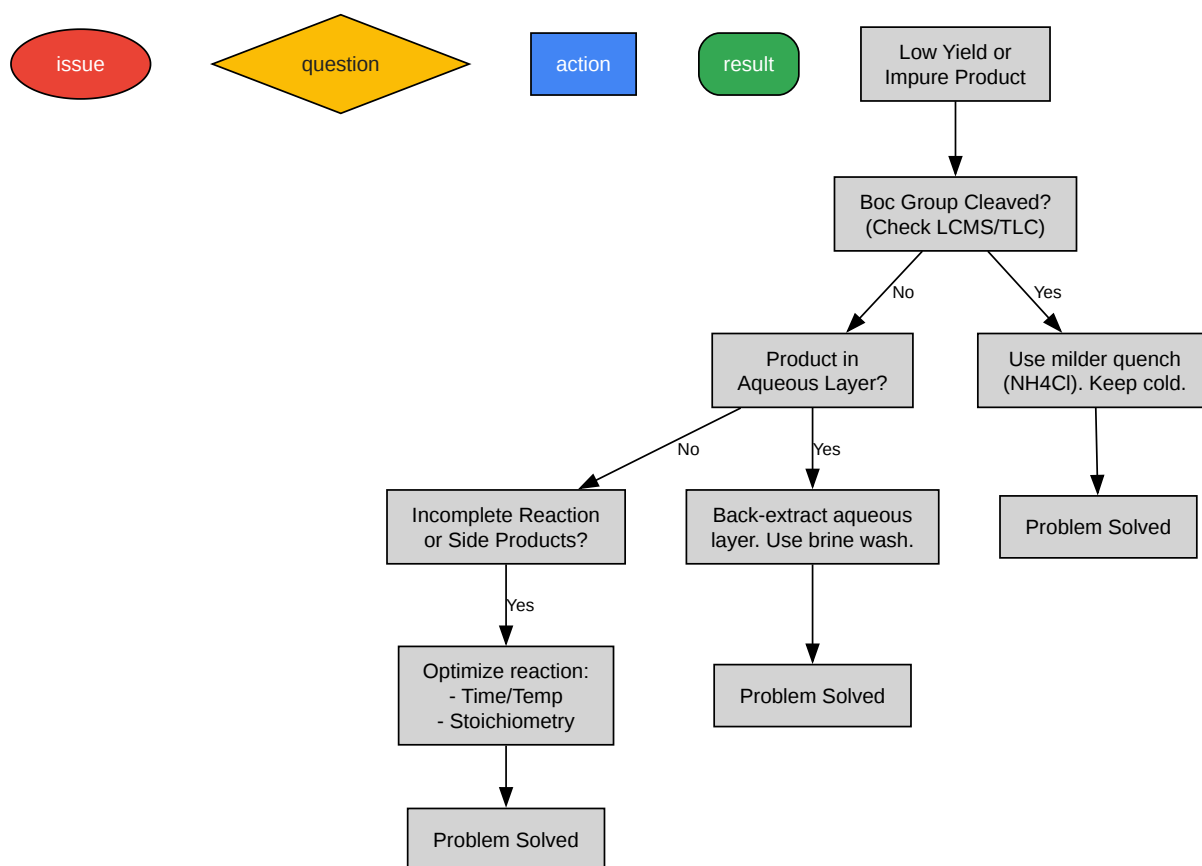 issue
question
action
result
Low Yield or
Impure Product
Boc Group Cleaved?
(Check LCMS/TLC)
No
Yes
Product in
Aqueous Layer?
Use milder quench
(NH4Cl). Keep cold.
No
Yes
Incomplete Reaction
or Side Products?
Back-extract aqueous
layer. Use brine wash.
Problem Solved
Yes
Optimize reaction:
- Time/Temp
- Stoichiometry
Problem Solved
Problem Solved